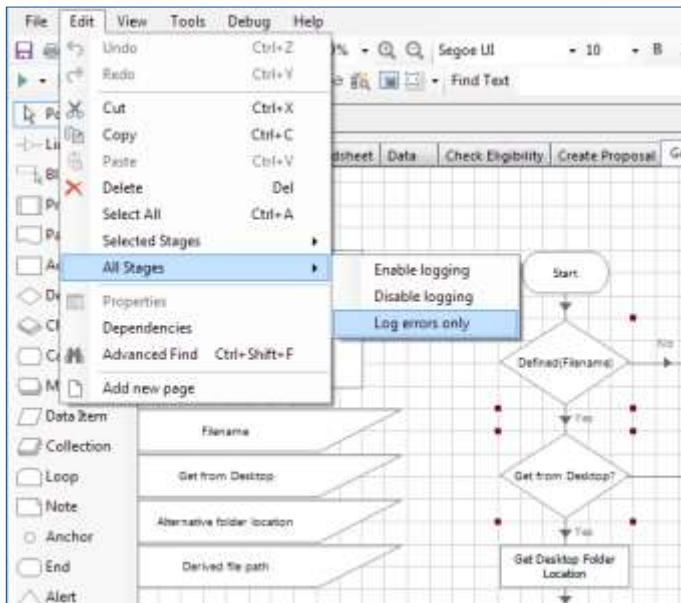 File Edit View Tools Debug Help
Undo Ctrl+Z
% Segoe UI 10 B
Redo Ctrl+Y
Find Text
Cut Ctrl+X
Copy Ctrl+C
Paste Ctrl+V
Data Check Eligibility Create Proposal
Delete Del
Select All Ctrl+A
Selected Stages
All Stages
Enable logging
Disable logging
Log errors only
Properties
Dependencies
Advanced Find Ctrl+Shift+F
Add new page
Start
Defined(Filename)
No
Yes
Get from Desktop?
Yes
Get Desktop Folder
Location
Data Item
Collection
Loop
Note
Anchor
End
Alert
Filename
Get from Desktop
Alternative folder location
Derived file path